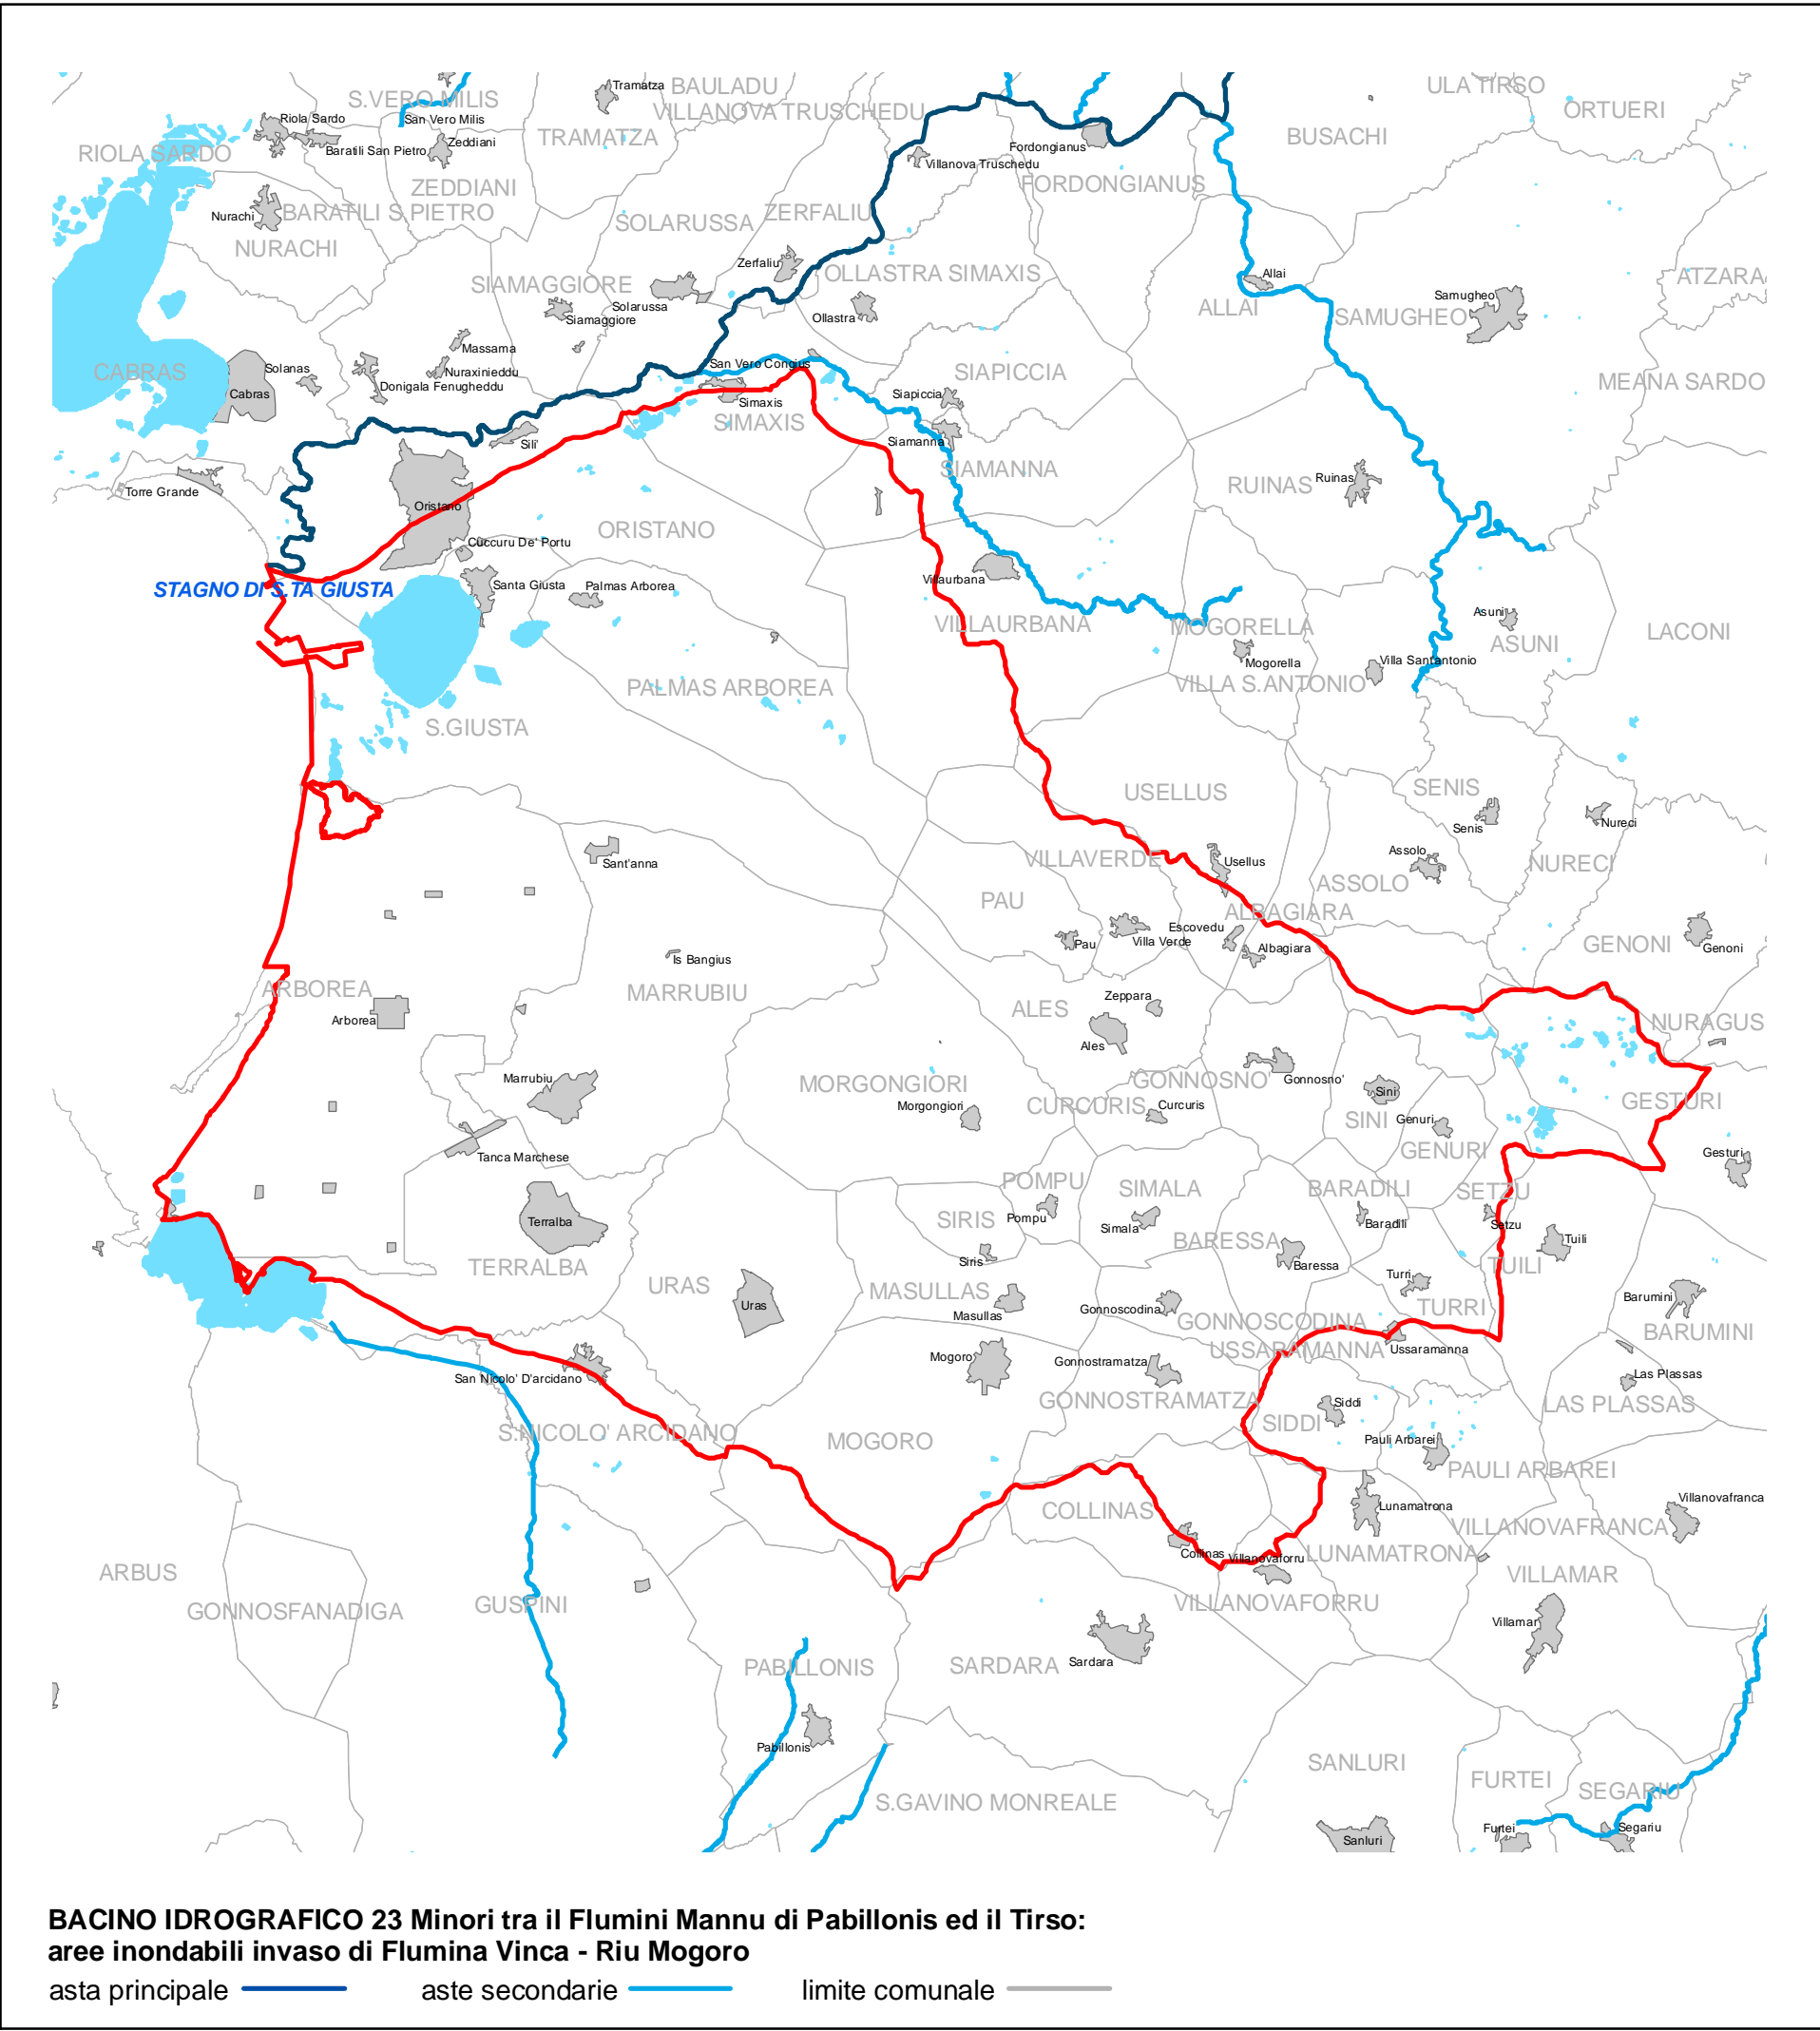 BAULADU
ULA TIRSO
Tramatza
S.VERO MILIS
ORTUERI
VILLANOVA TRUSCHEDU
Riola Sardo
San Vero Milis
TRAMATZA
BUSACHI
Zeddiani
Baratili San Pietro
Fordongianus
RIOLA SARDO
Villanova Truschedu
ZEDDIANI
FORDONGIANUS
Nurachi
BARATILI S.PIETRO
SOLARUSSA
ZERFALIU
NURACHI
Zerfaliu
OLLASTRA SIMAXIS
Allai
ATZARA
SIAMAGGIORE
Solarussa
Samugheo
ALLAI
Siamaggiore
Ollastra
SAMUGHEO
Massama
San Vero Congius
CABRAS
Solanas
Nuraxinieddu
SIAPICCIA
MEANA SARDO
Cabras
Donigala Fenugheddu
Siapiccia
Simaxis
SIMAXIS
Sili'
Siamanna
SIAMANNA
Torre Grande
RUINAS
Ruinas
Oristano
ORISTANO
Cuccuru De' Portu
STAGNO DI S.TA GIUSTA
Santa Giusta
Palmas Arborea
Villaurbana
Asuni
VILLAURBANA
MOGORELLA
ASUNI
LACONI
Mogorella
Villa Sant'antonio
PALMAS ARBOREA
VILLA S.ANTONIO
S.GIUSTA
USELLUS
SENIS
Senis
Nureci
Sant'anna
VILLAVERDE
Usellus
Assolo
NURECI
PAU
ASSOLO
ALBAGIARA
Escovedu
Pau
Villa Verde
Albagiara
GENONI
Genoni
Is Bangius
ARBOREA
MARRUBIU
Zeppara
ALES
Arborea
NURAGUS
Ales
Marrubiu
MORGONGIORI
GONNOSNO'
Gonnosno'
Sini
Morgongiori
CURCURIS
Curcuris
SINI
Genuri
GESTURI
Tanca Marchese
GENURI
Gesturi
POMPU
SIMALA
BARADILI
SETZU
Terralba
SIRIS
Pompu
Simala
Baradili
Setzu
BARESSA
Tuili
TERRALBA
Siris
Baressa
TUILI
URAS
MASULLAS
Turri
Uras
Masullas
Gonnoscodina
TURRI
Barumini
GONNOSCODINA
BARUMINI
USSARAMANNA
Ussaramanna
Mogoro
Gonnostramatza
San Nicolo' D'arcidano
Las Plassas
GONNOSTRAMATZA
Siddi
LAS PLASSAS
SIDDI
S.NICOLO' ARCIDANO
MOGORO
Pauli Arbarei
PAULI ARBAREI
COLLINAS
Lunamatrona
Villanovafranca
VILLANOVAFRANCA
Collinas
Villanovaforru
LUNAMATRONA
ARBUS
VILLAMAR
GONNOSFANADIGA
GUSPINI
VILLANOVAFORRU
Villamar
PABILLONIS
SARDARA
Sardara
Pabillonis
SANLURI
FURTEI
SEGARIU
S.GAVINO MONREALE
Furtei
Segariu
Sanluri
BACINO IDROGRAFICO 23 Minori tra il Flumini Mannu di Pabillonis ed il Tirso:
aree inondabili invaso di Flumina Vinca - Riu Mogoro
asta principale aste secondarie limite comunale